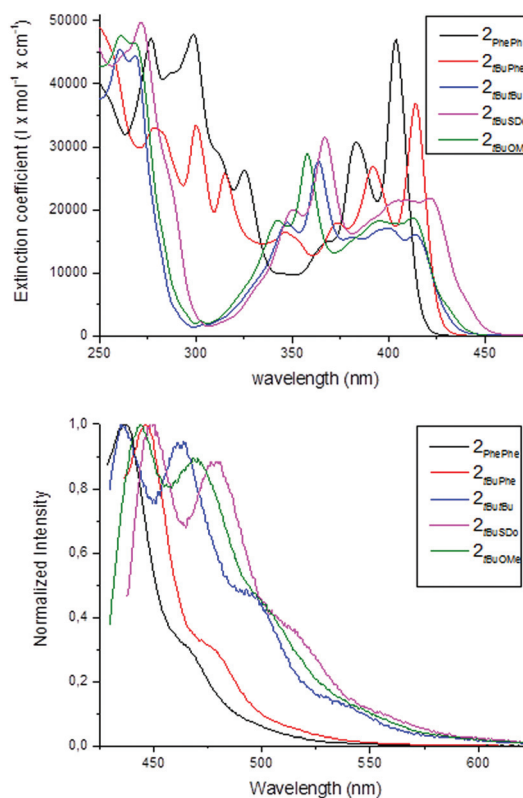 50000
40000
30000
20000
10000
0
Extinction coefficient (l x mol⁻¹ x cm⁻¹)
250 300 350 400 450
wavelength (nm)
2PhePh
2tBuPhe
2tButBu
2tBuSDo
2tBuOM
1,0
0,8
0,6
0,4
0,2
0,0
Normalized Intensity
450 500 550 600
Wavelength (nm)
2PhePhe
2tBuPhe
2tButBu
2tBuSDo
2tBuOMe